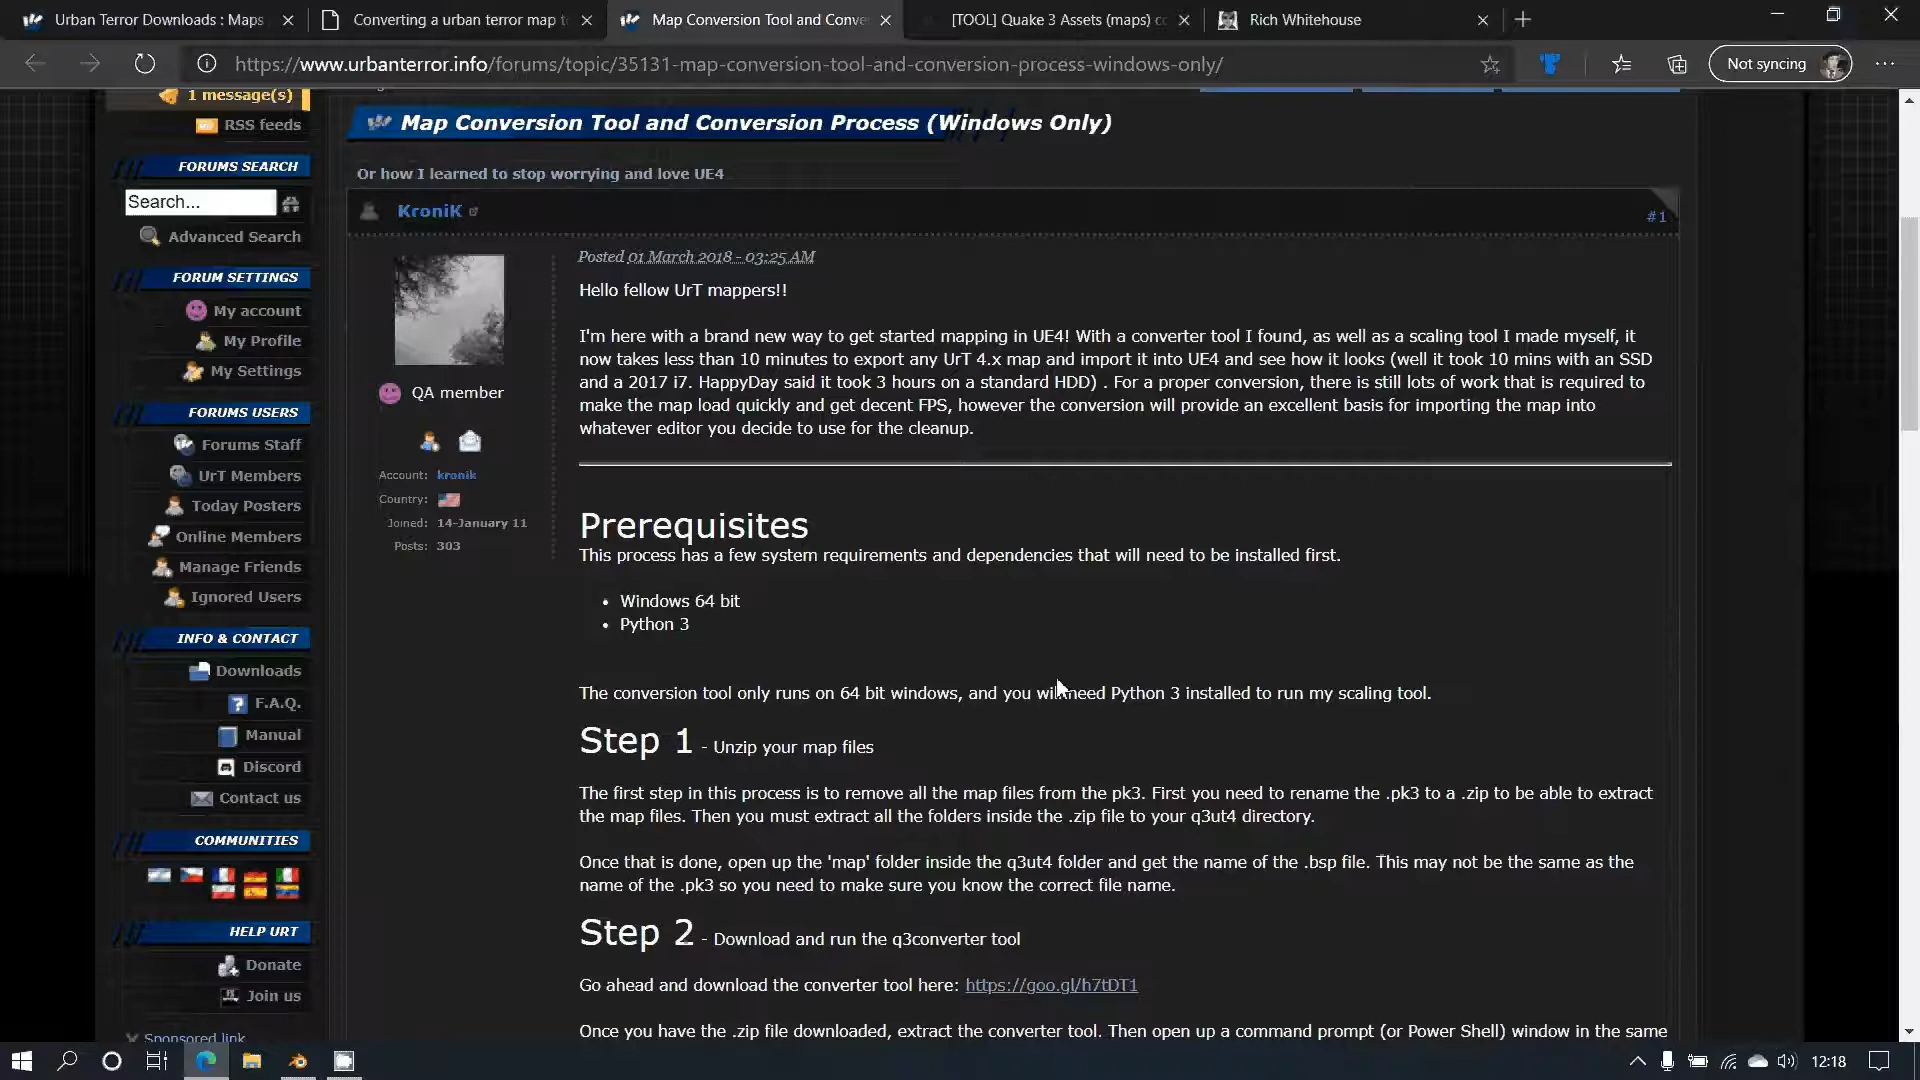 Urban Terror Downloads : Maps
Converting a urban terror map t
Map Conversion Tool and Conve
[TOOL] Quake 3 Assets (maps) c
Rich Whitehouse
https://www.urbanterror.info/forums/topic/35131-map-conversion-tool-and-conversion-process-windows-only/
Not syncing
1 message(s)
RSS feeds
FORUMS SEARCH
Search...
Advanced Search
FORUM SETTINGS
My account
My Profile
My Settings
FORUMS USERS
Forums Staff
UrT Members
Today Posters
Online Members
Manage Friends
Ignored Users
INFO & CONTACT
Downloads
F.A.Q.
Manual
Discord
Contact us
COMMUNITIES
HELP URT
Donate
Join us
Sponsored link
Map Conversion Tool and Conversion Process (Windows Only)
Or how I learned to stop worrying and love UE4
KroniK
#1
QA member
Account: kronik
Country:
Joined: 14-January 11
Posts: 303
Posted 01 March 2018 - 03:25 AM
Hello fellow UrT mappers!!
I'm here with a brand new way to get started mapping in UE4! With a converter tool I found, as well as a scaling tool I made myself, it
now takes less than 10 minutes to export any UrT 4.x map and import it into UE4 and see how it looks (well it took 10 mins with an SSD
and a 2017 i7. HappyDay said it took 3 hours on a standard HDD) . For a proper conversion, there is still lots of work that is required to
make the map load quickly and get decent FPS, however the conversion will provide an excellent basis for importing the map into
whatever editor you decide to use for the cleanup.
Prerequisites
This process has a few system requirements and dependencies that will need to be installed first.
• Windows 64 bit
• Python 3
The conversion tool only runs on 64 bit windows, and you will need Python 3 installed to run my scaling tool.
Step 1 - Unzip your map files
The first step in this process is to remove all the map files from the pk3. First you need to rename the .pk3 to a .zip to be able to extract
the map files. Then you must extract all the folders inside the .zip file to your q3ut4 directory.
Once that is done, open up the 'map' folder inside the q3ut4 folder and get the name of the .bsp file. This may not be the same as the
name of the .pk3 so you need to make sure you know the correct file name.
Step 2 - Download and run the q3converter tool
Go ahead and download the converter tool here: https://goo.gl/h7tDT1
Once you have the .zip file downloaded, extract the converter tool. Then open up a command prompt (or Power Shell) window in the same
12:18